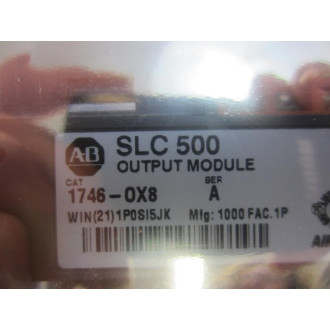 AB SLC 500
OUTPUT MODULE
CAT SER
1746-OX8 A
WIN(21)1P0SI5JK Mfg: 1000 FAC.1P